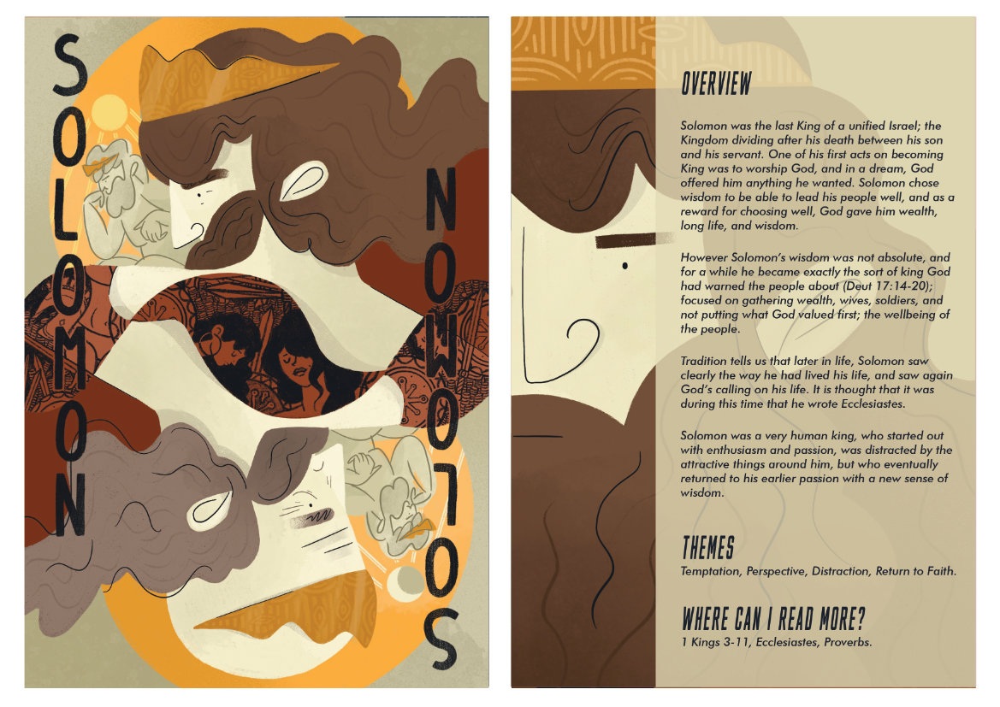 SOLOMON
SOLOMON
OVERVIEW
Solomon was the last King of a unified Israel; the
Kingdom dividing after his death between his son
and his servant. One of his first acts on becoming
King was to worship God, and in a dream, God
offered him anything he wanted. Solomon chose
wisdom to be able to lead his people well, and as a
reward for choosing well, God gave him wealth,
long life, and wisdom.
However Solomon's wisdom was not absolute, and
for a while he became exactly the sort of king God
had warned the people about (Deut 17:14-20);
focused on gathering wealth, wives, soldiers, and
not putting what God valued first; the wellbeing of
the people.
Tradition tells us that later in life, Solomon saw
clearly the way he had lived his life, and saw again
God's calling on his life. It is thought that it was
during this time that he wrote Ecclesiastes.
Solomon was a very human king, who started out
with enthusiasm and passion, was distracted by the
attractive things around him, but who eventually
returned to his earlier passion with a new sense of
wisdom.
THEMES
Temptation, Perspective, Distraction, Return to Faith.
WHERE CAN I READ MORE?
1 Kings 3-11, Ecclesiastes, Proverbs.